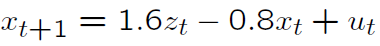 x_{t+1} = 1.6z_t − 0.8x_t + u_t